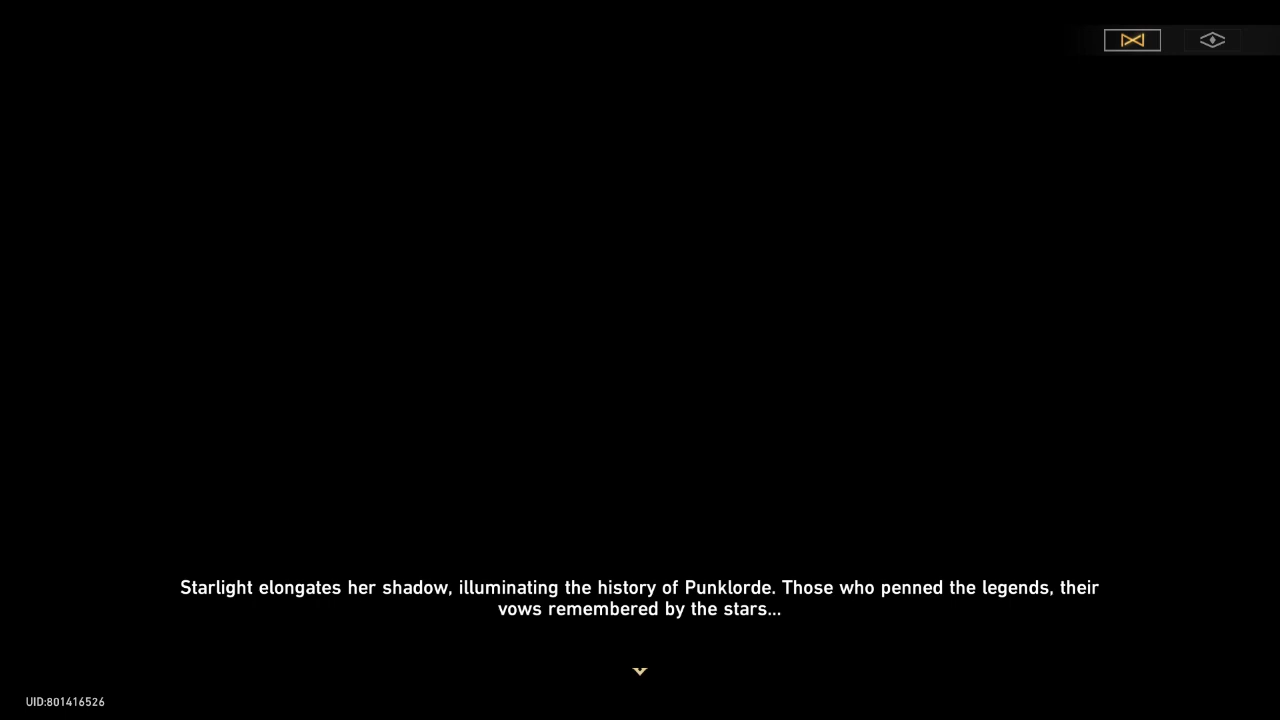 Starlight elongates her shadow, illuminating the history of Punklorde. Those who penned the legends, their
vows remembered by the stars...
UID:801416526